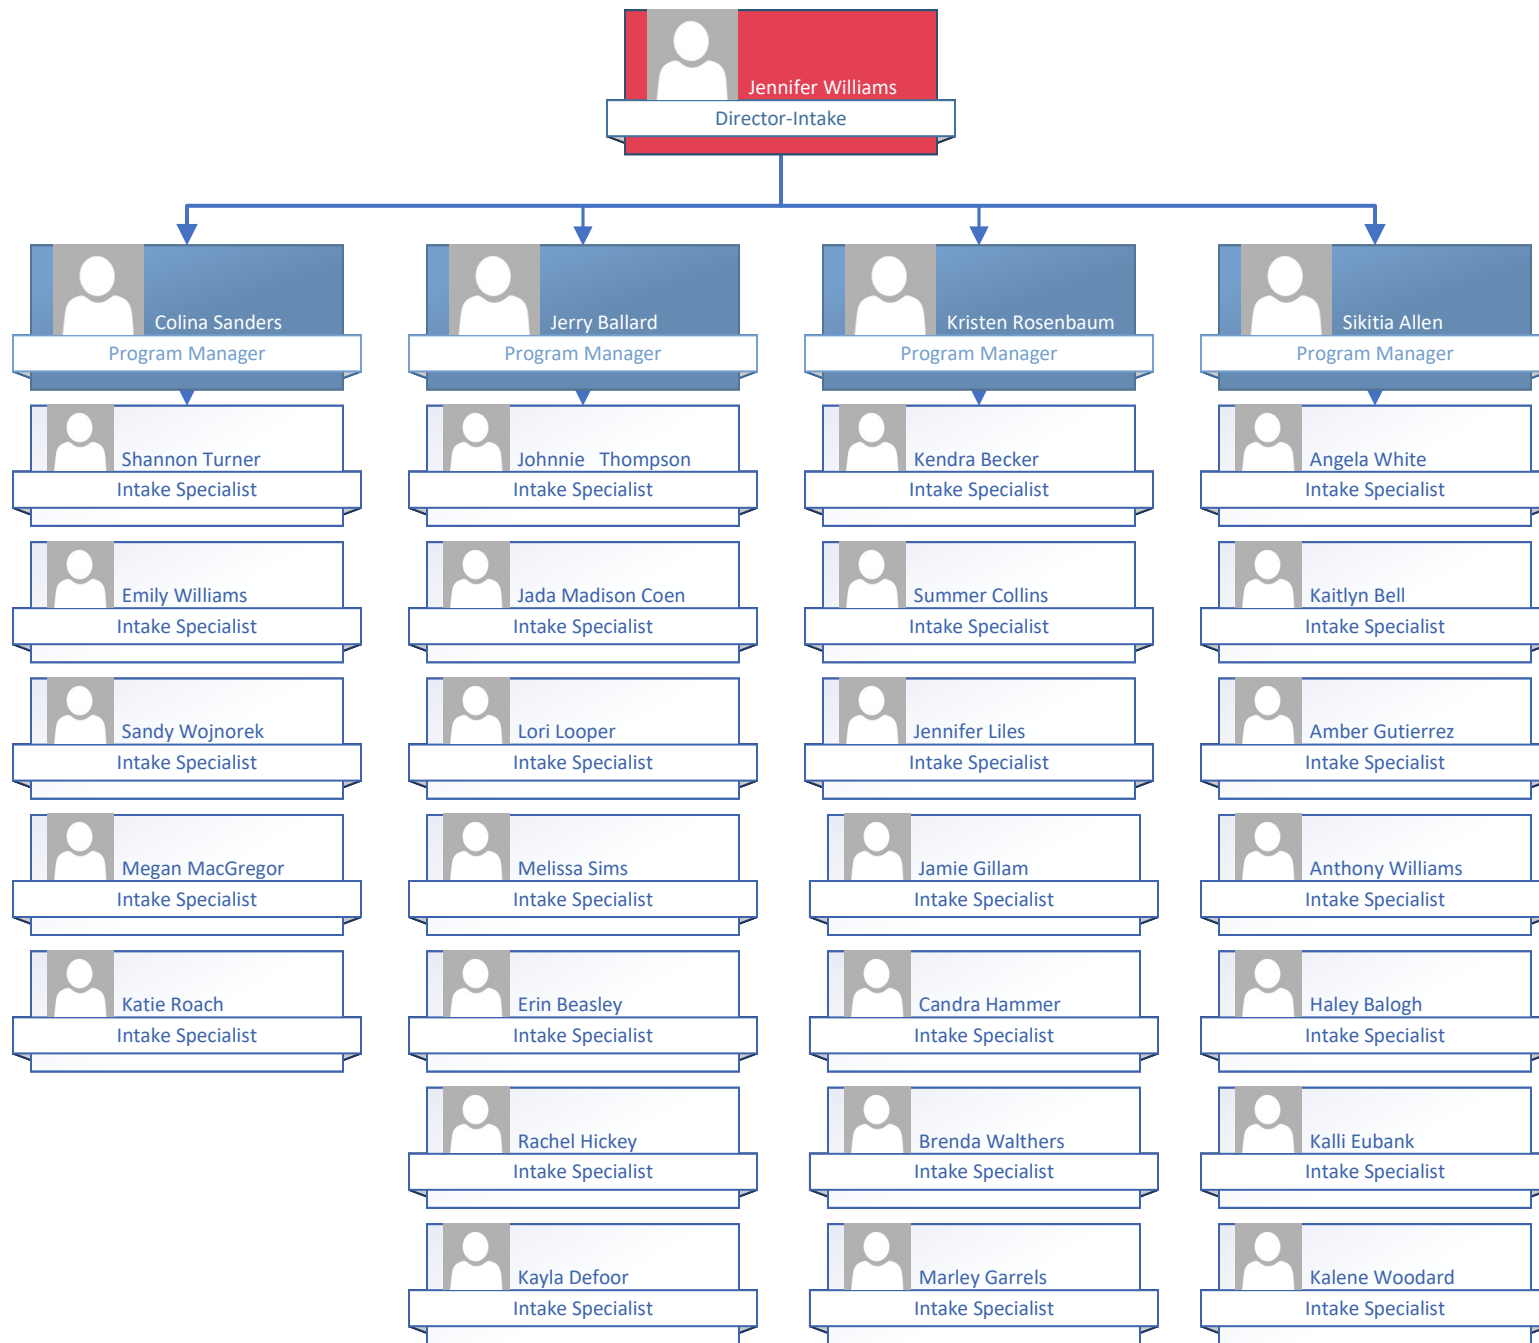 Jennifer Williams
Director-Intake
Colina Sanders
Program Manager
Shannon Turner
Intake Specialist
Emily Williams
Intake Specialist
Sandy Wojnorek
Intake Specialist
Megan MacGregor
Intake Specialist
Katie Roach
Intake Specialist
Jerry Ballard
Program Manager
Johnnie   Thompson
Intake Specialist
Jada Madison Coen
Intake Specialist
Lori Looper
Intake Specialist
Melissa Sims
Intake Specialist
Erin Beasley
Intake Specialist
Rachel Hickey
Intake Specialist
Kayla Defoor
Intake Specialist
Kristen Rosenbaum
Program Manager
Kendra Becker
Intake Specialist
Summer Collins
Intake Specialist
Jennifer Liles
Intake Specialist
Jamie Gillam
Intake Specialist
Candra Hammer
Intake Specialist
Brenda Walthers
Intake Specialist
Marley Garrels
Intake Specialist
Sikitia Allen
Program Manager
Angela White
Intake Specialist
Kaitlyn Bell
Intake Specialist
Amber Gutierrez
Intake Specialist
Anthony Williams
Intake Specialist
Haley Balogh
Intake Specialist
Kalli Eubank
Intake Specialist
Kalene Woodard
Intake Specialist